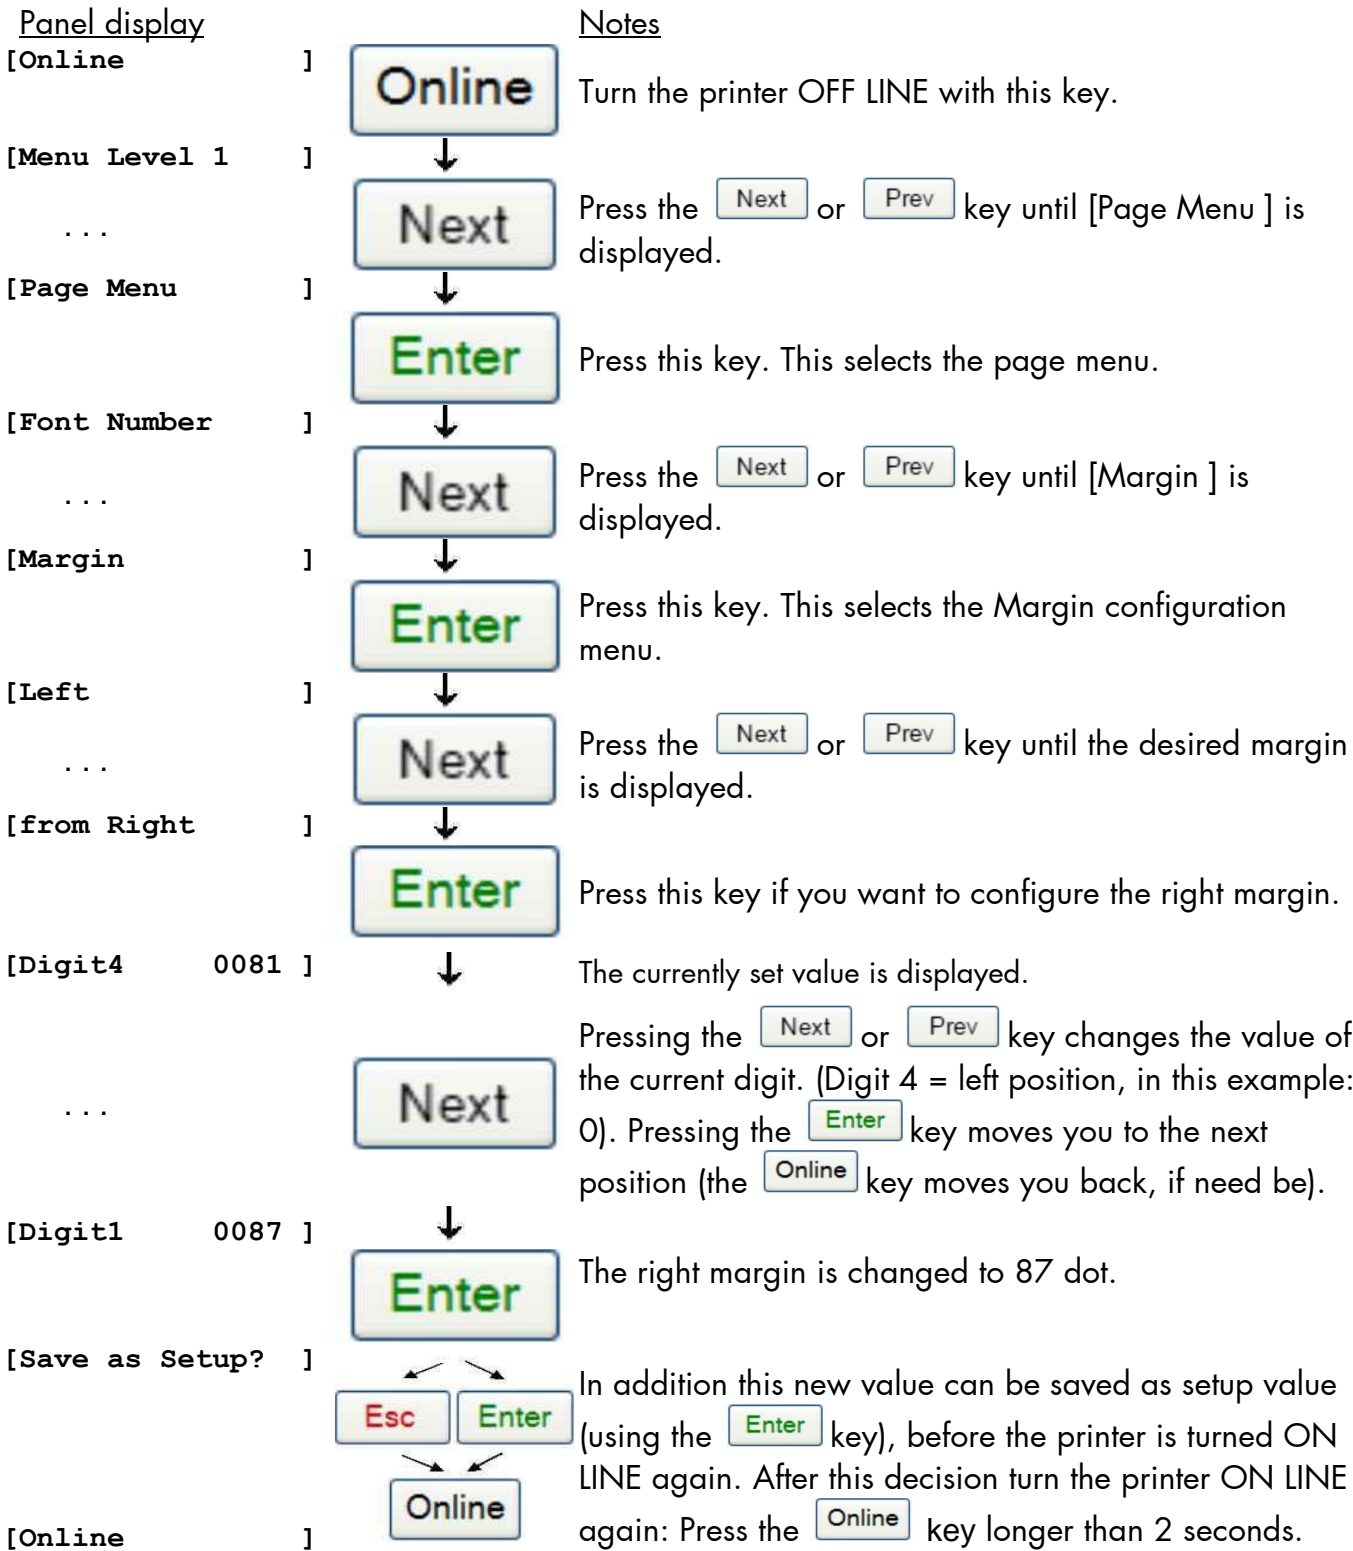 Panel display Notes
[Online ]
Online
Turn the printer OFF LINE with this key.
[Menu Level 1 ]
...
Next
Press the Next or Prev key until [Page Menu ] is
displayed.
[Page Menu ]
Enter
Press this key. This selects the page menu.
[Font Number ]
...
Next
Press the Next or Prev key until [Margin ] is
displayed.
[Margin ]
Enter
Press this key. This selects the Margin configuration
menu.
[Left ]
...
Next
Press the Next or Prev key until the desired margin
is displayed.
[from Right ]
Enter
Press this key if you want to configure the right margin.
[Digit4 0081 ]
The currently set value is displayed.
...
Next
Pressing the Next or Prev key changes the value of
the current digit. (Digit 4 = left position, in this example:
0). Pressing the Enter key moves you to the next
position (the Online key moves you back, if need be).
[Digit1 0087 ]
Enter
The right margin is changed to 87 dot.
[Save as Setup? ]
Esc Enter
Online
In addition this new value can be saved as setup value
(using the Enter key), before the printer is turned ON
LINE again. After this decision turn the printer ON LINE
again: Press the Online key longer than 2 seconds.
[Online ]